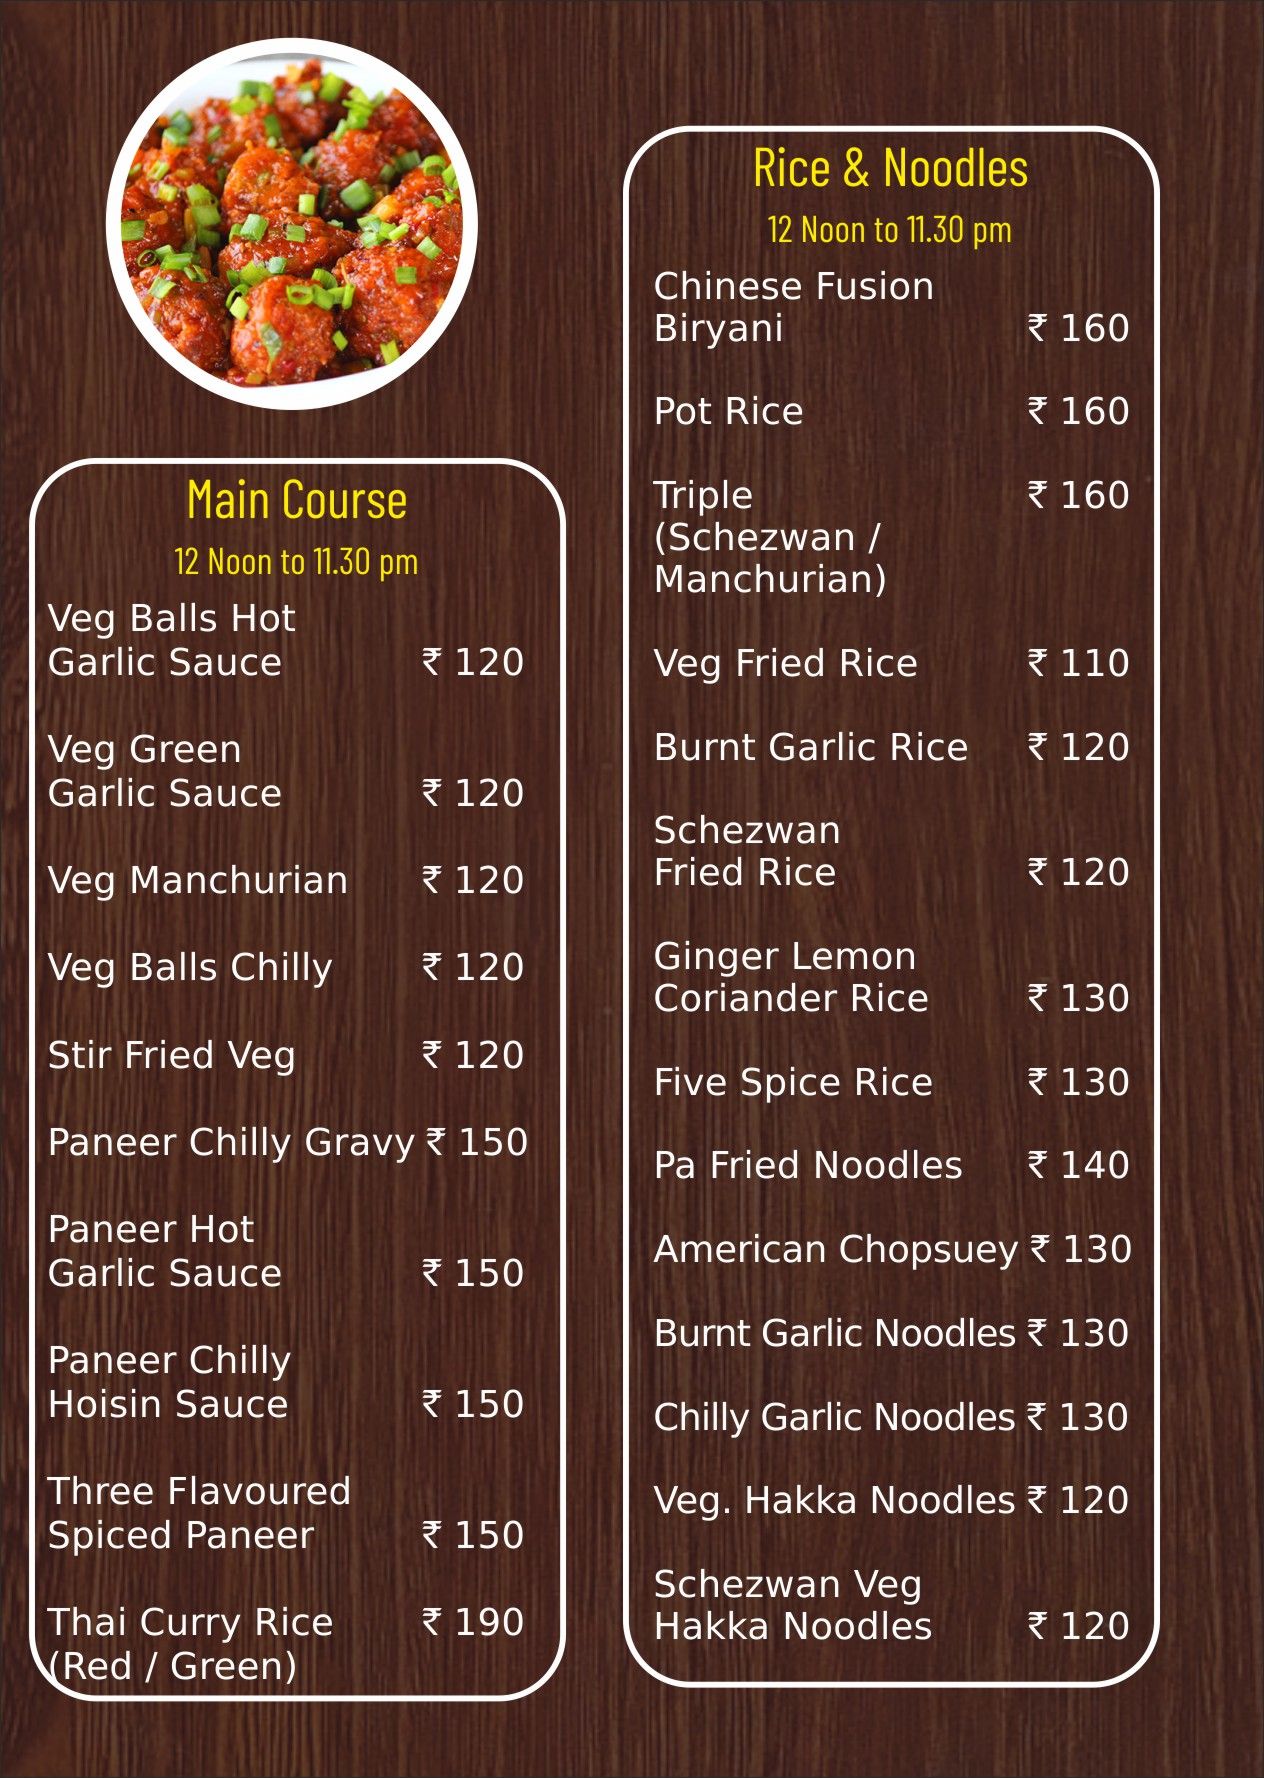 Main Course
12 Noon to 11.30 pm
Veg Balls Hot
Garlic Sauce ₹ 120
Veg Green
Garlic Sauce ₹ 120
Veg Manchurian ₹ 120
Veg Balls Chilly ₹ 120
Stir Fried Veg ₹ 120
Paneer Chilly Gravy ₹ 150
Paneer Hot
Garlic Sauce ₹ 150
Paneer Chilly
Hoisin Sauce ₹ 150
Three Flavoured
Spiced Paneer ₹ 150
Thai Curry Rice ₹ 190
(Red / Green)
Rice & Noodles
12 Noon to 11.30 pm
Chinese Fusion
Biryani ₹ 160
Pot Rice ₹ 160
Triple ₹ 160
(Schezwan /
Manchurian)
Veg Fried Rice ₹ 110
Burnt Garlic Rice ₹ 120
Schezwan
Fried Rice ₹ 120
Ginger Lemon
Coriander Rice ₹ 130
Five Spice Rice ₹ 130
Pa Fried Noodles ₹ 140
American Chopsuey ₹ 130
Burnt Garlic Noodles ₹ 130
Chilly Garlic Noodles ₹ 130
Veg. Hakka Noodles ₹ 120
Schezwan Veg
Hakka Noodles ₹ 120